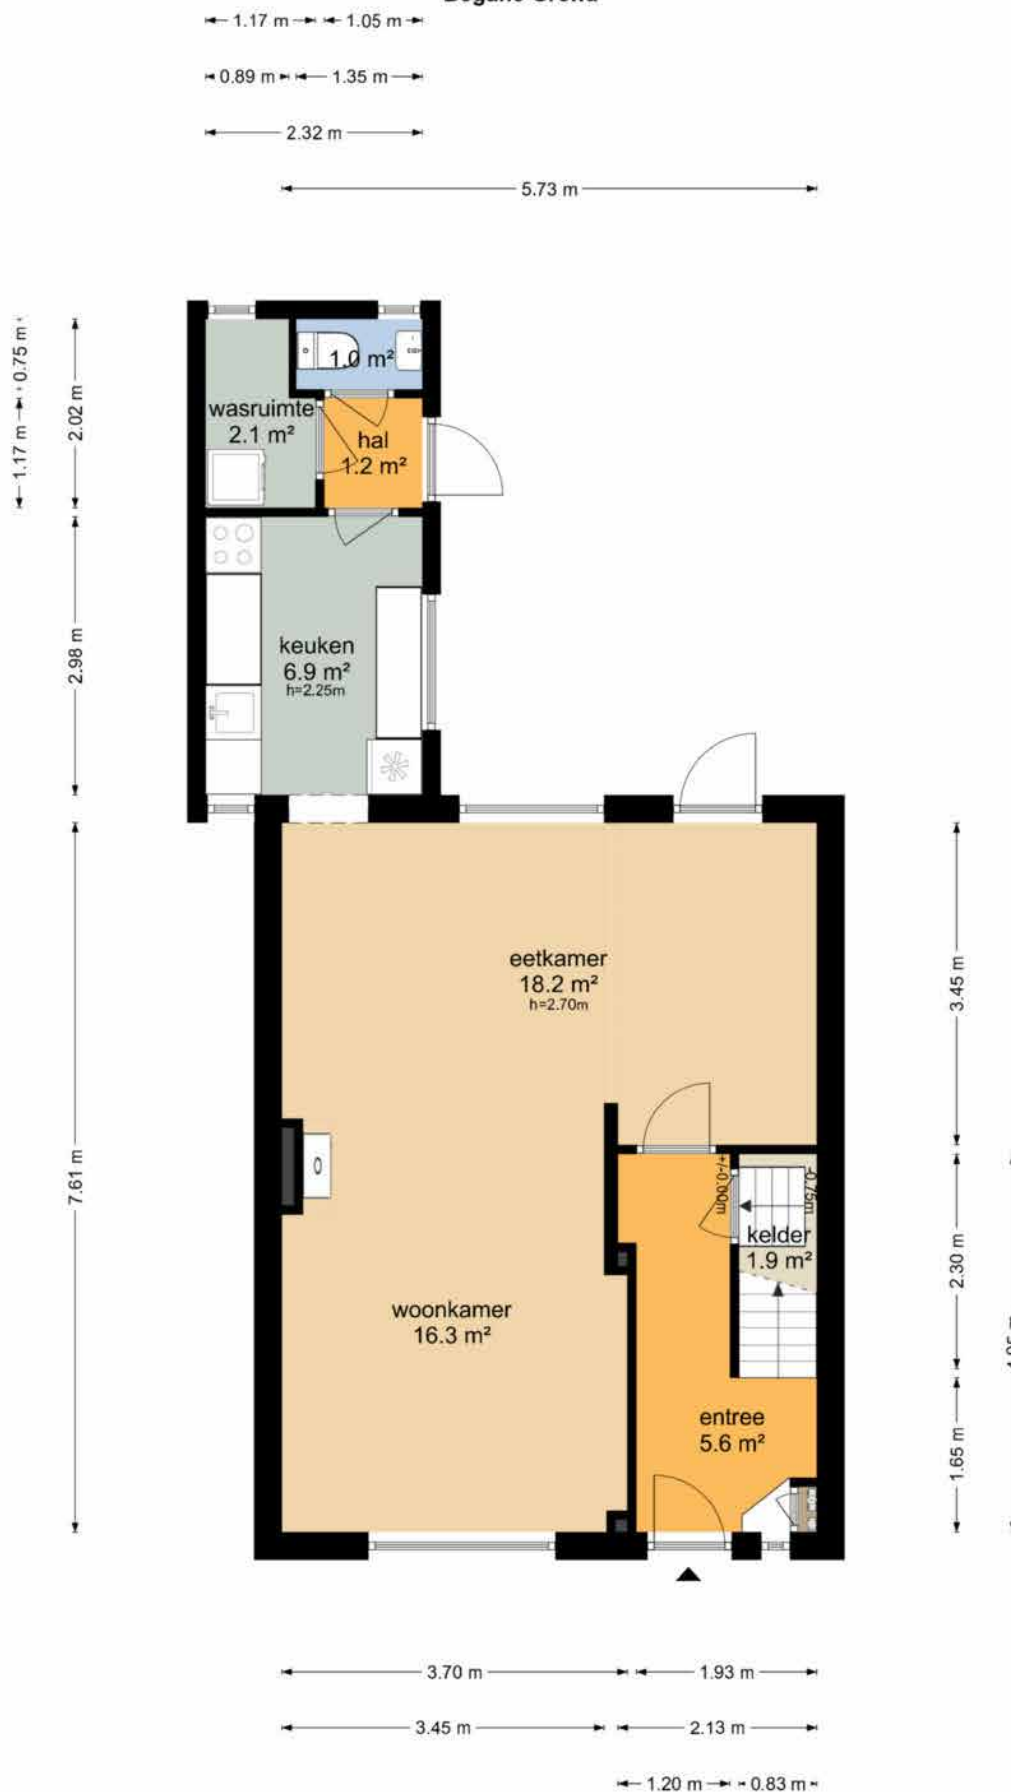 1.17 m 1.05 m
0.89 m 1.35 m
2.32 m
5.73 m
0.75 m
1.17 m
2.02 m
1.0 m²
wasruimte
2.1 m²
hal
1.2 m²
2.98 m
keuken
6.9 m²
h=2.25m
eetkamer
18.2 m²
h=2.70m
3.45 m
7.61 m
+/-0.00m
-0.75m
kelder
1.9 m²
2.30 m
woonkamer
16.3 m²
entree
5.6 m²
1.65 m
3.70 m 1.93 m
3.45 m 2.13 m
1.20 m 0.83 m